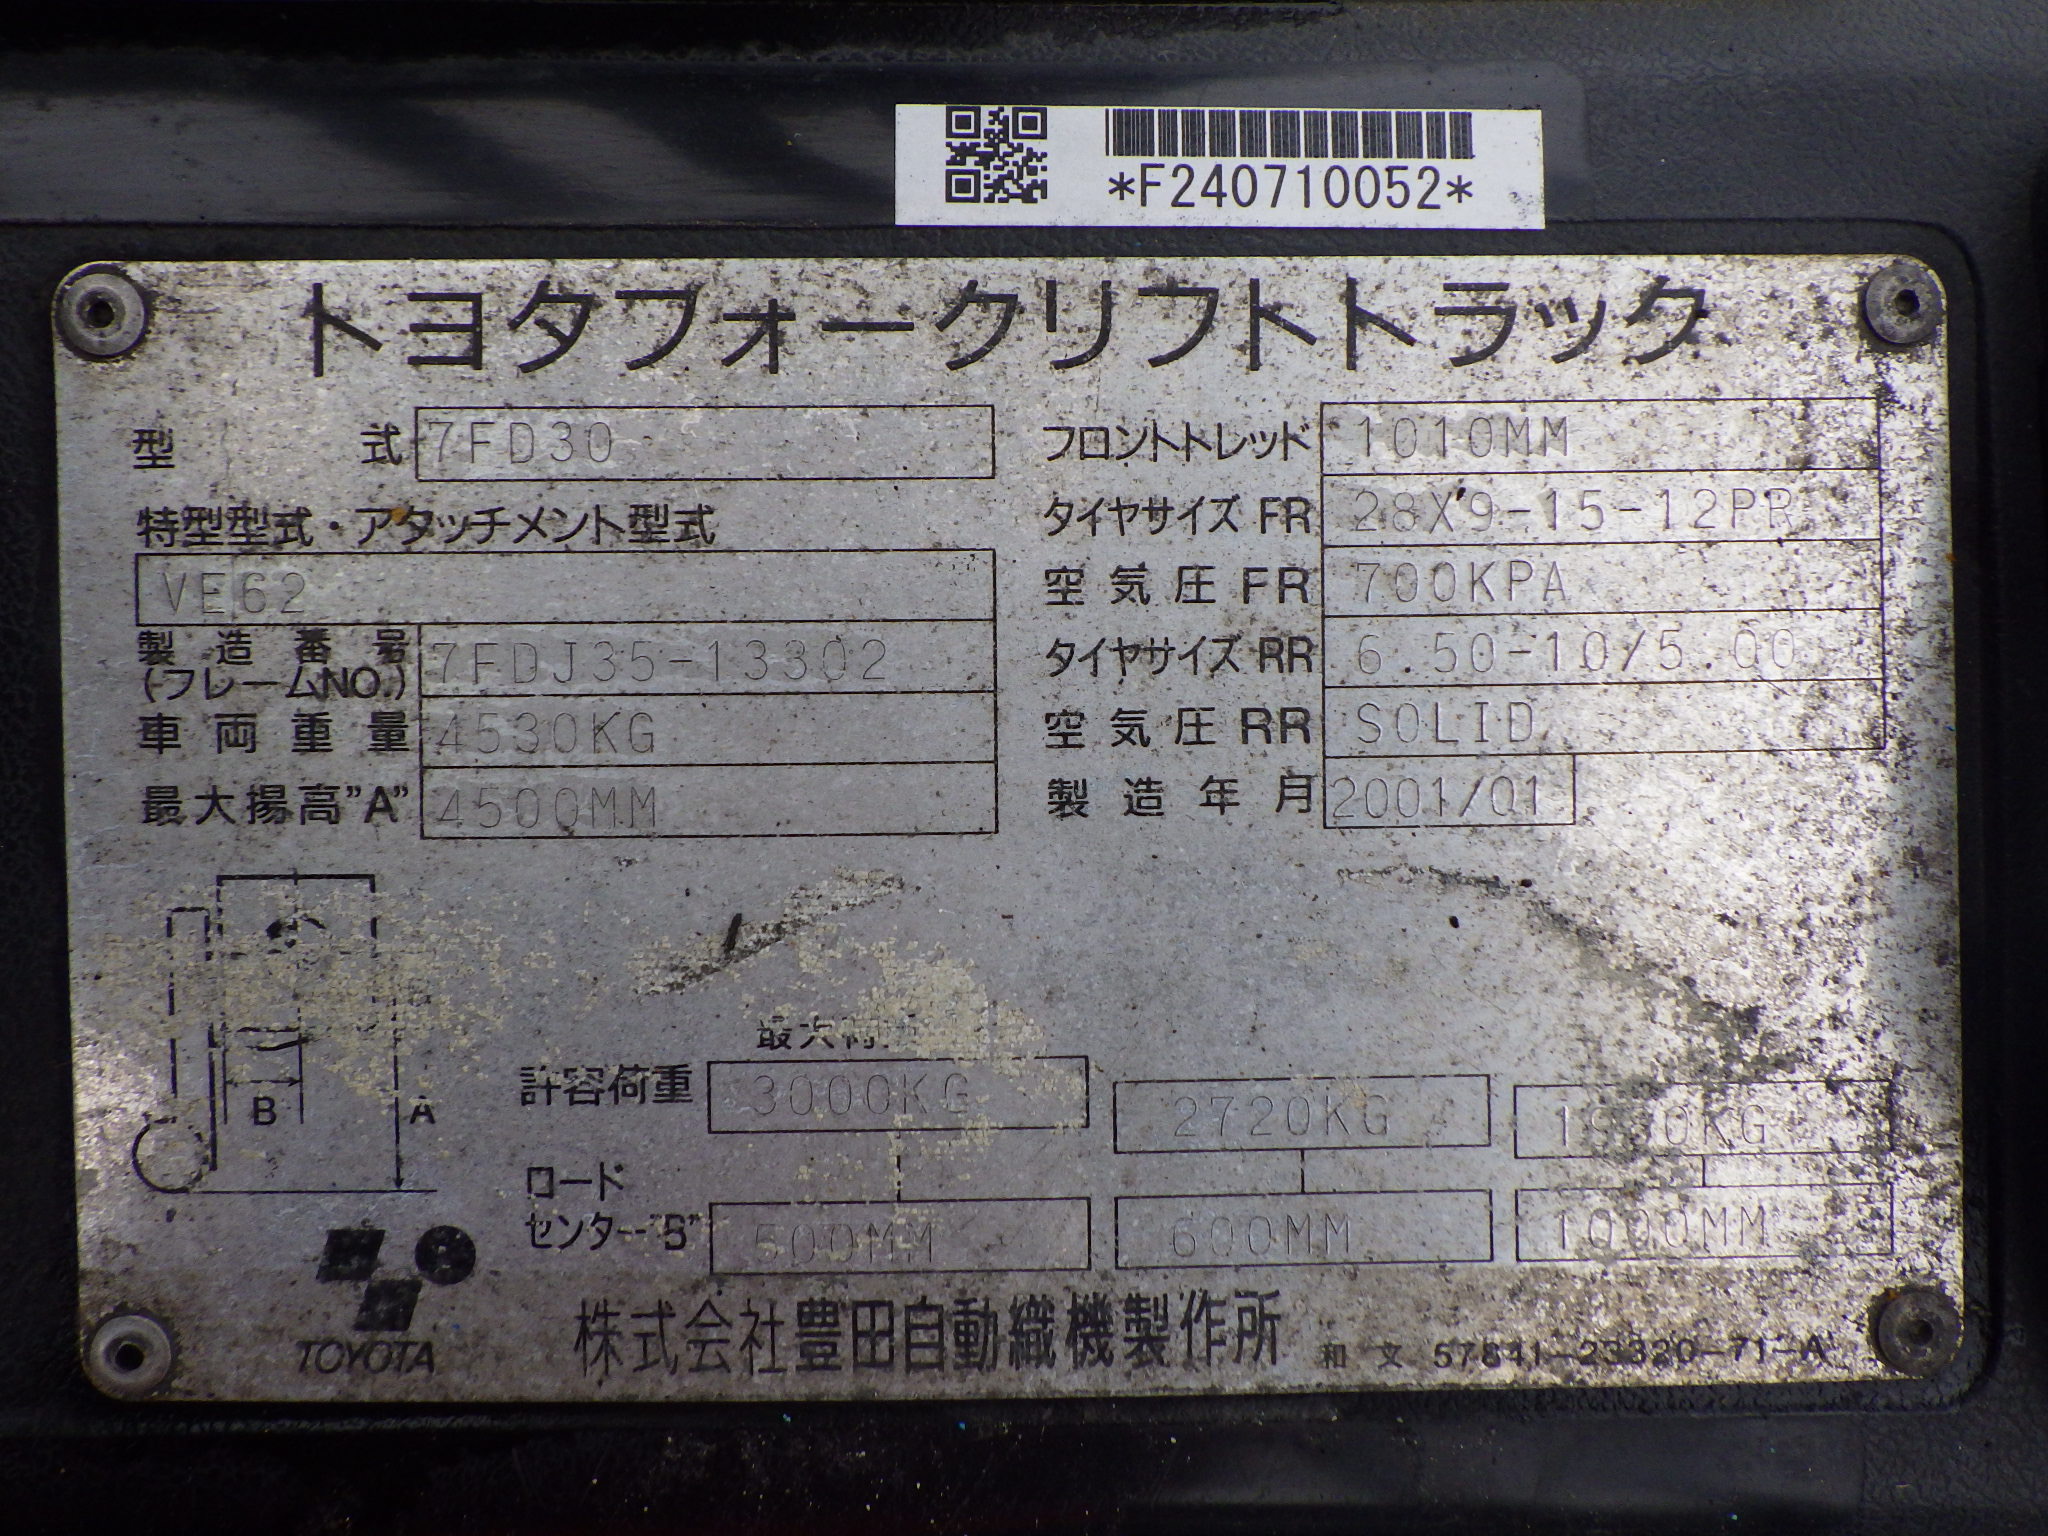 *F240710052*
トヨタフォークリフトトラック
型 式 7FD30
特型型式・アタッチメント型式
VE62
製造番号 7FDJ35-13302
(フレームNO.)
車両重量 4530KG
最大揚高"A" 4500MM
フロントトレッド 1010MM
タイヤサイズ FR 28X9-15-12PR
空気圧 FR 700KPA
タイヤサイズ RR 6.50-10/5.00
空気圧 RR SOLID
製造年月 2001/01
B A
最大荷
許容荷重 3000KG 2720KG
ロード
センター"B" 500MM 600MM 1000MM
TOYOTA
株式会社豊田自動織機製作所 和文 57841-23320-71-A